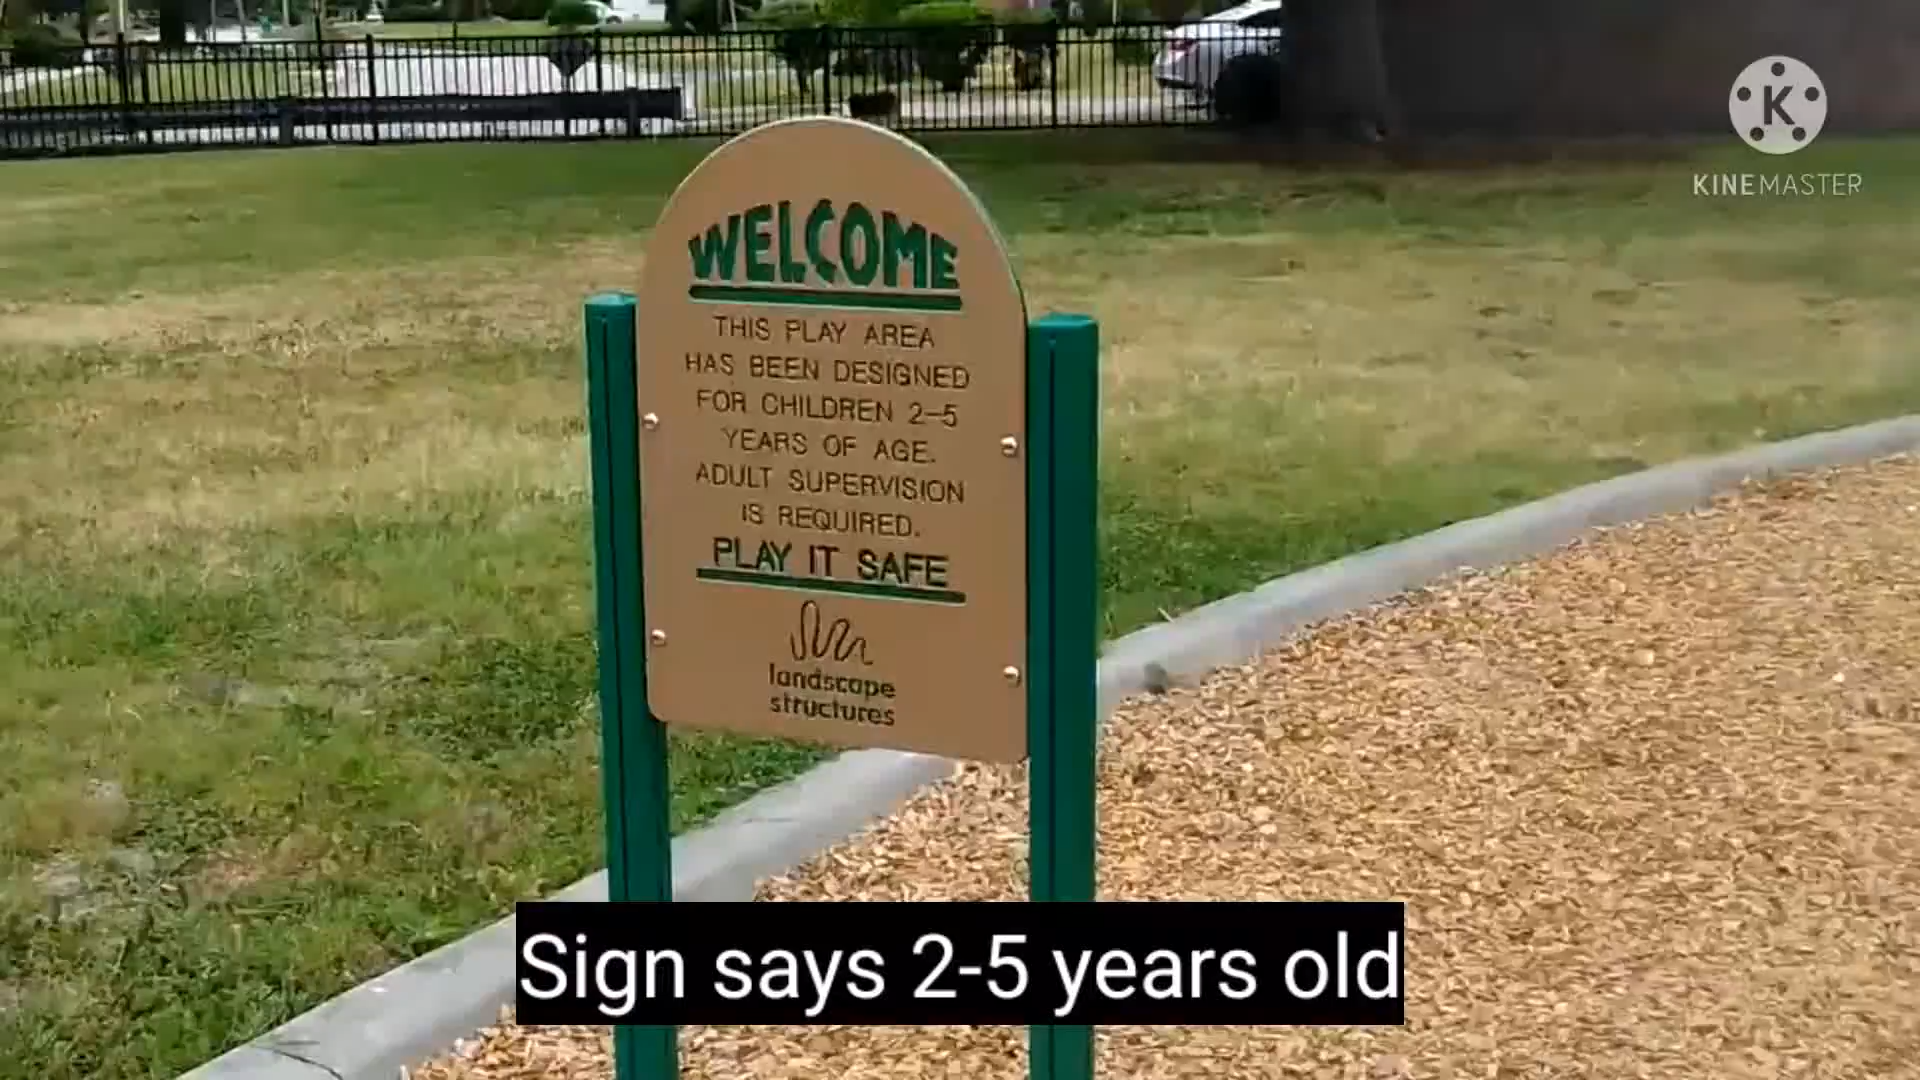 K
KINEMASTER
WELCOME
THIS PLAY AREA
HAS BEEN DESIGNED
FOR CHILDREN 2-5
YEARS OF AGE.
ADULT SUPERVISION
IS REQUIRED.
PLAY IT SAFE
landscape
structures
Sign says 2-5 years old